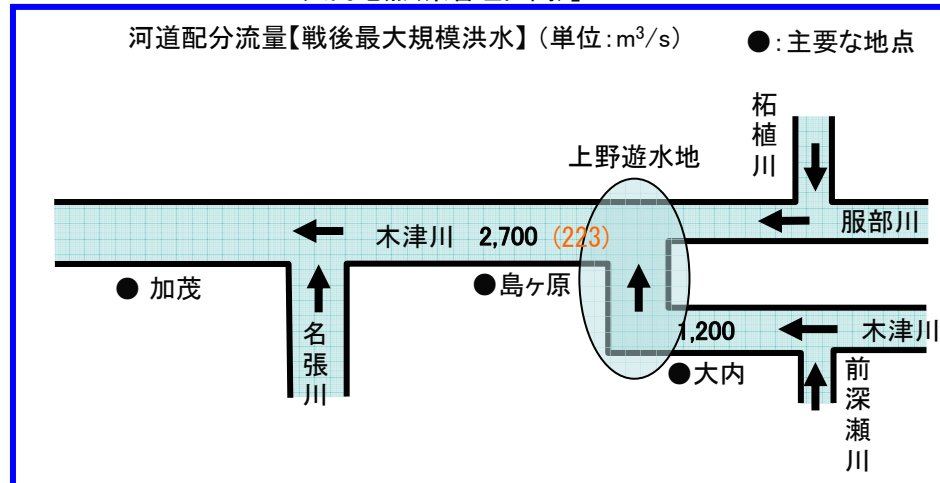 河道配分流量【戦後最大規模洪水】（単位：m³/s） ●：主要な地点
柘植川
上野遊水地
服部川
木津川 2,700 (223)
●加茂
●島ヶ原
名張川
1,200
木津川
●大内
前深瀬川